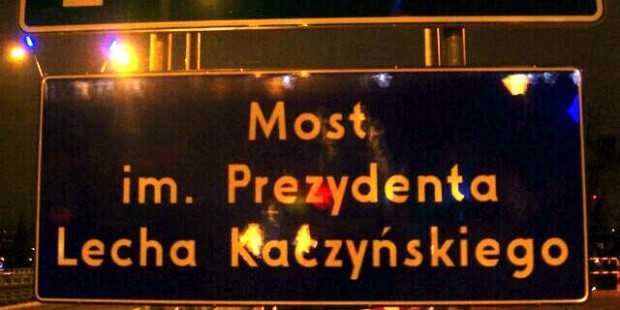 Most
im. Prezydenta
Lecha Kaczyńskiego